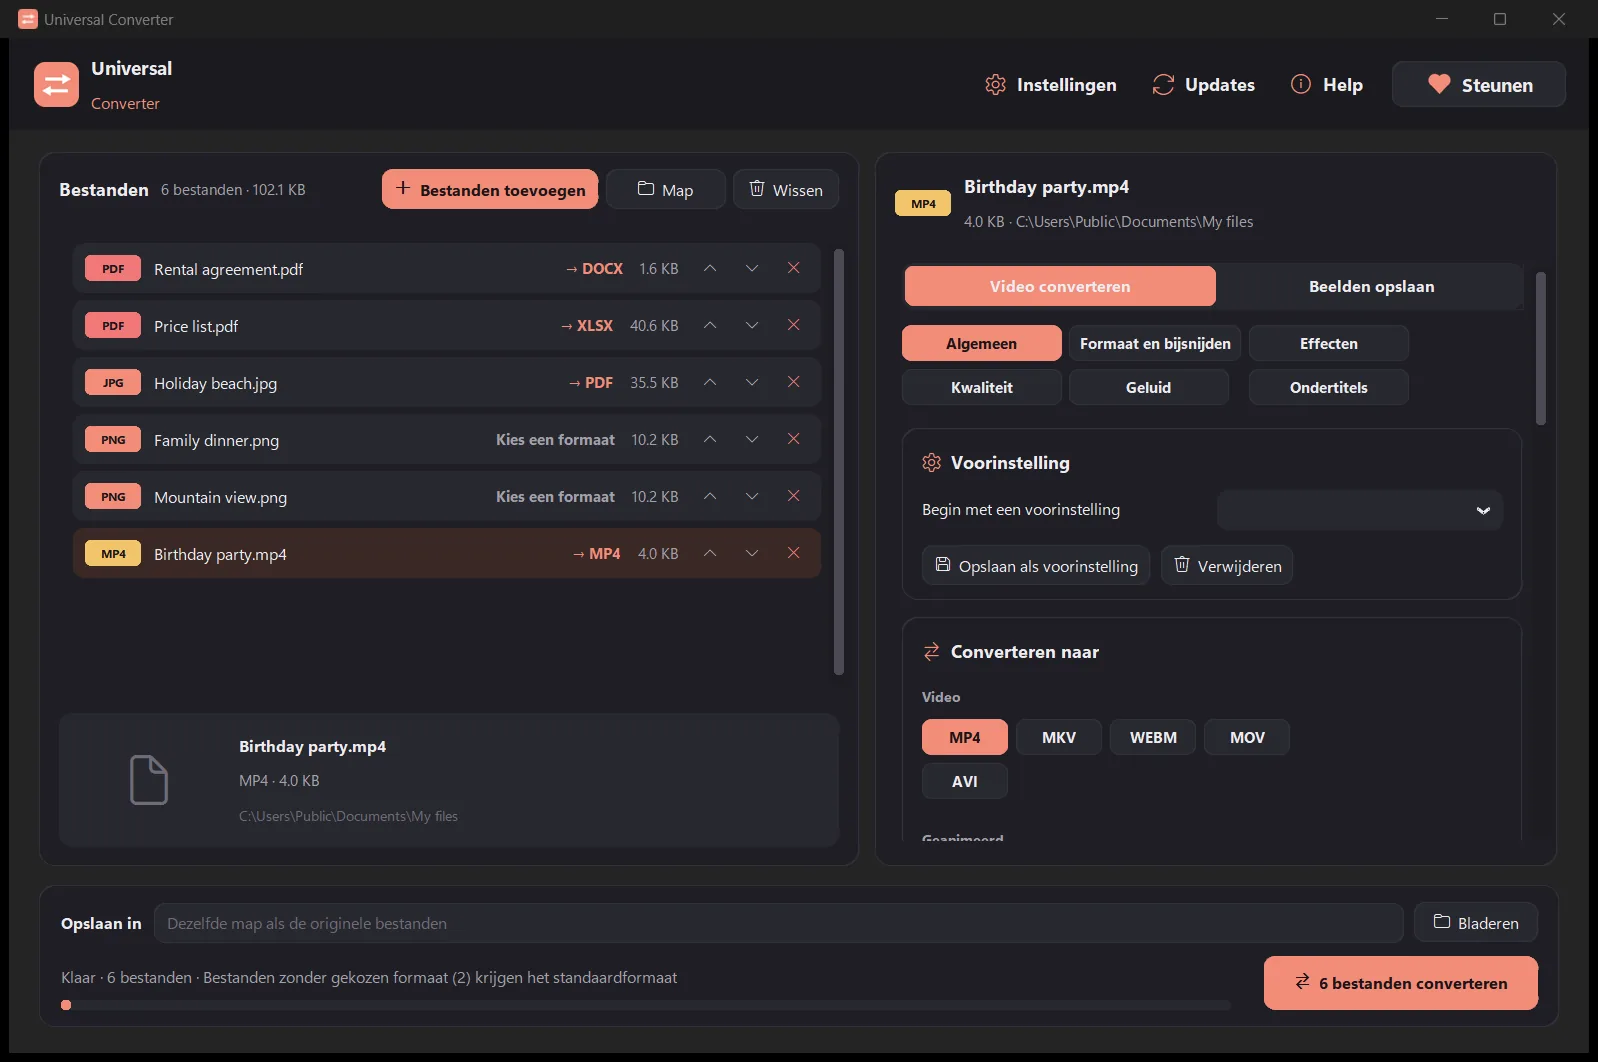 Universal Converter
Universal
Converter
Instellingen
Updates
Help
Steunen
Bestanden
6 bestanden · 102.1 KB
Bestanden toevoegen
Map
Wissen
PDF Rental agreement.pdf → DOCX 1.6 KB
PDF Price list.pdf → XLSX 40.6 KB
JPG Holiday beach.jpg → PDF 35.5 KB
PNG Family dinner.png Kies een formaat 10.2 KB
PNG Mountain view.png Kies een formaat 10.2 KB
MP4 Birthday party.mp4 → MP4 4.0 KB
Birthday party.mp4
MP4 · 4.0 KB
C:\Users\Public\Documents\My files
MP4
Birthday party.mp4
4.0 KB · C:\Users\Public\Documents\My files
Video converteren
Beelden opslaan
Algemeen
Formaat en bijsnijden
Effecten
Kwaliteit
Geluid
Ondertitels
Voorinstelling
Begin met een voorinstelling
Opslaan als voorinstelling
Verwijderen
Converteren naar
Video
MP4
MKV
WEBM
MOV
AVI
Geanimeerd
Opslaan in
Dezelfde map als de originele bestanden
Bladeren
Klaar · 6 bestanden · Bestanden zonder gekozen formaat (2) krijgen het standaardformaat
6 bestanden converteren